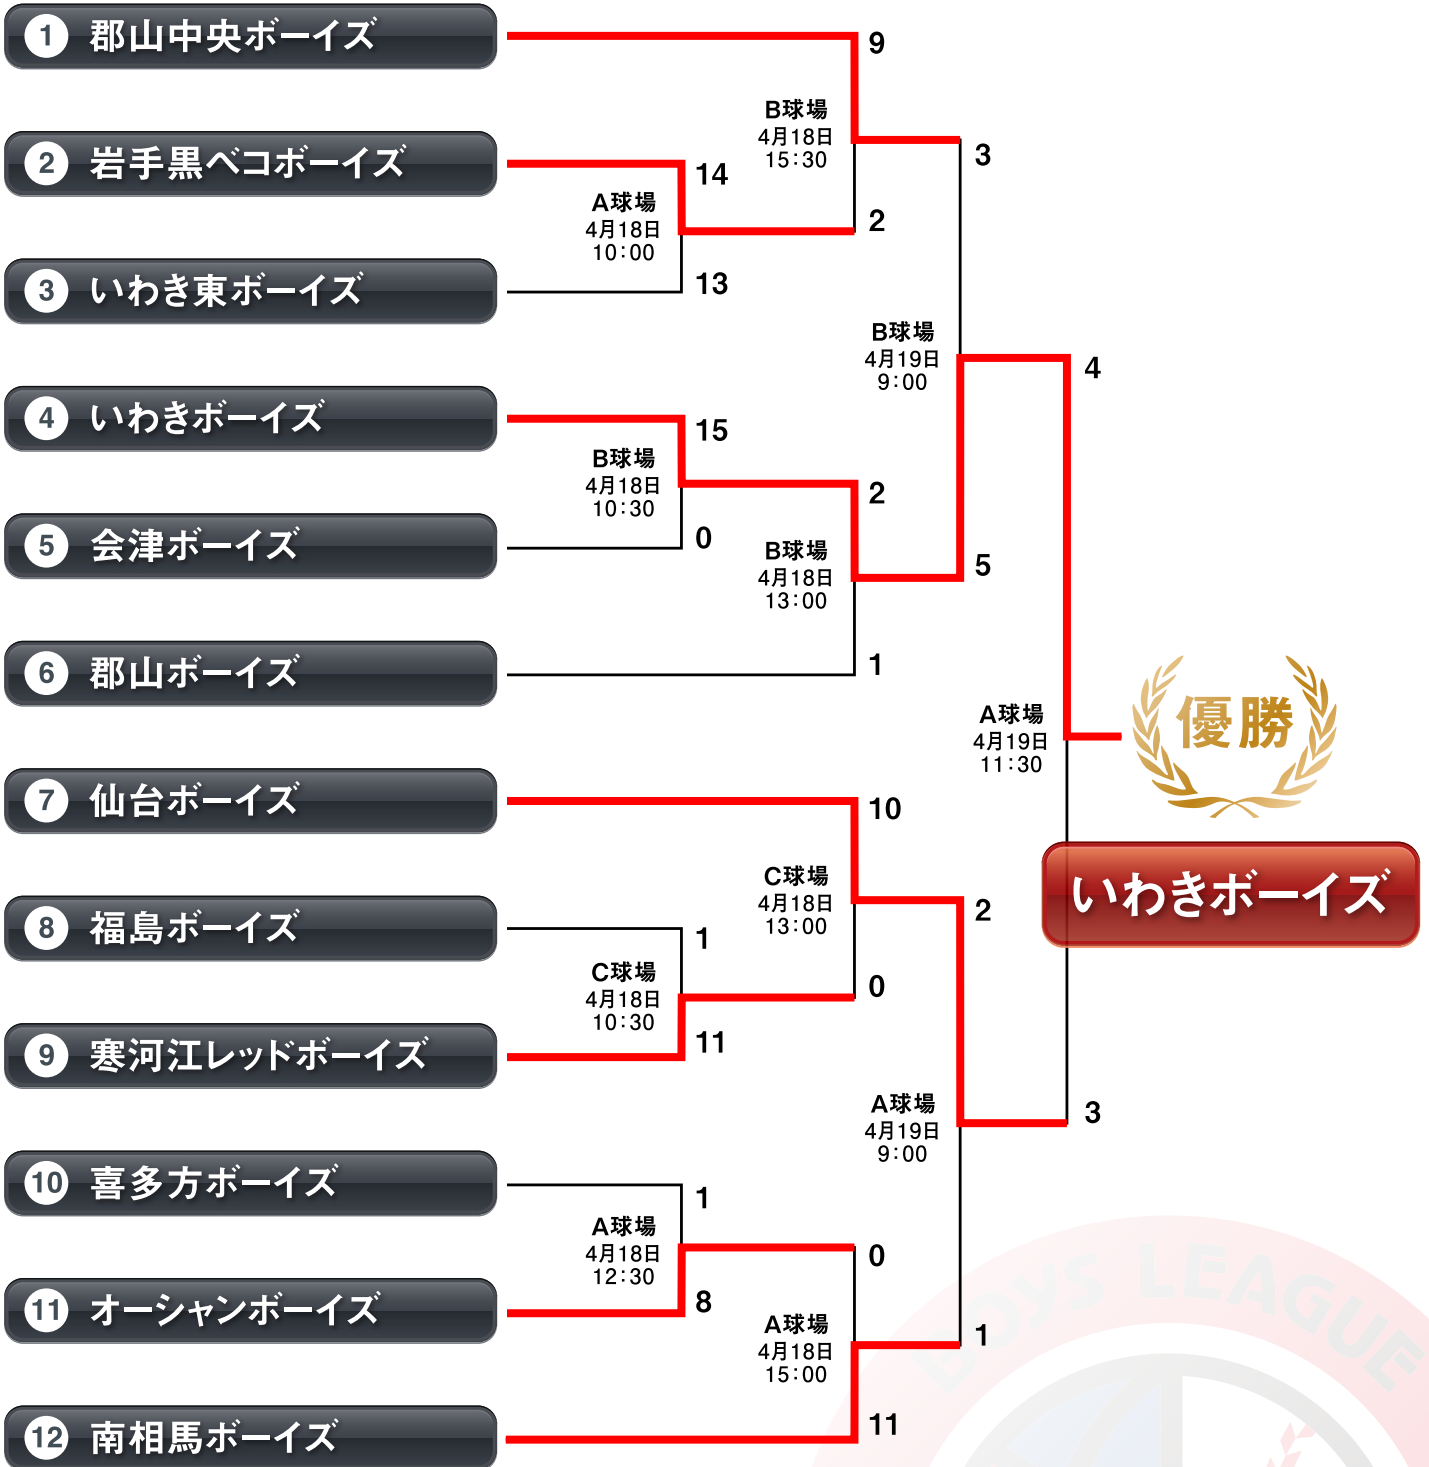 1 郡山中央ボーイズ
2 岩手黒ベコボーイズ
3 いわき東ボーイズ
4 いわきボーイズ
5 会津ボーイズ
6 郡山ボーイズ
7 仙台ボーイズ
8 福島ボーイズ
9 寒河江レッドボーイズ
10 喜多方ボーイズ
11 オーシャンボーイズ
12 南相馬ボーイズ
14
A球場
4月18日
10:00
13
15
B球場
4月18日
10:30
0
1
C球場
4月18日
10:30
11
1
A球場
4月18日
12:30
8
9
B球場
4月18日
15:30
2
2
B球場
4月18日
13:00
1
10
C球場
4月18日
13:00
0
0
A球場
4月18日
15:00
11
3
B球場
4月19日
9:00
5
2
A球場
4月19日
9:00
1
4
A球場
4月19日
11:30
3
優勝
いわきボーイズ
BOYS LEAGUE